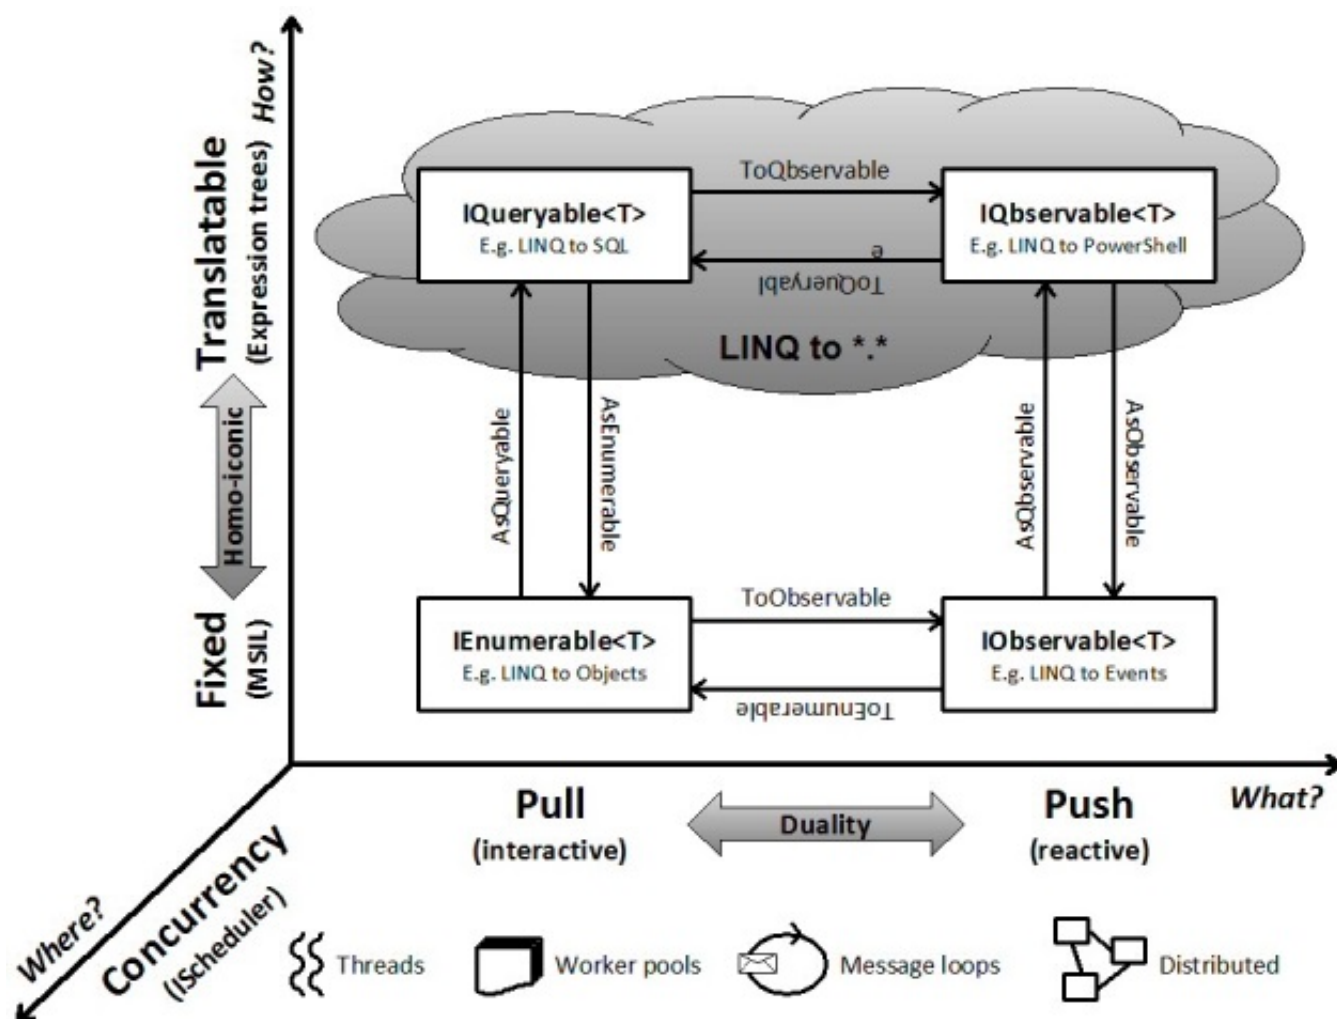 How?
Translatable
(Expression trees)
Homo-iconic
Fixed
(MSIL)
IQueryable<T>
E.g. LINQ to SQL
ToQbservable
IQbservable<T>
E.g. LINQ to PowerShell
ToQueryabl
e
LINQ to *.*
AsQueryable
AsEnumerable
AsQbservable
AsObservable
IEnumerable<T>
E.g. LINQ to Objects
ToObservable
IObservable<T>
E.g. LINQ to Events
ToEnumerable
Pull
(interactive)
Duality
Push
(reactive)
What?
Where?
Concurrency
(IScheduler)
Threads
Worker pools
Message loops
Distributed